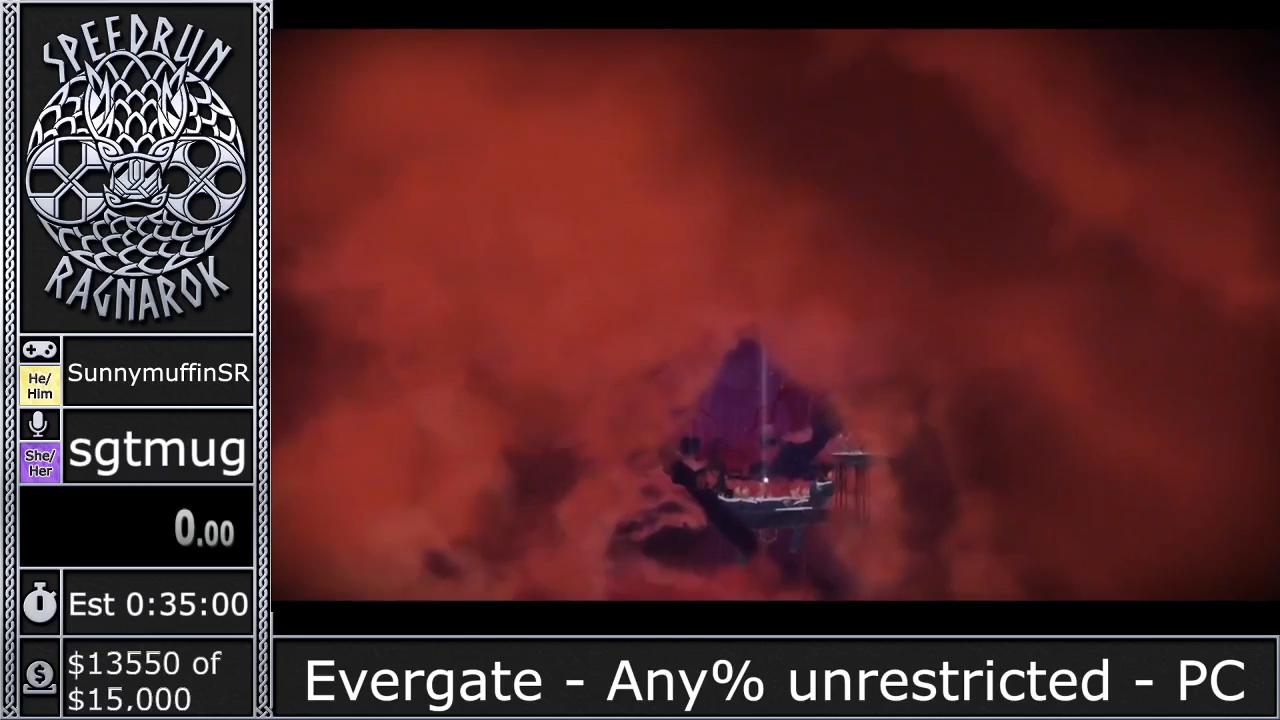 SPEEDRUN
RAGNAROK
SunnymuffinSR
He/
Him
sgtmug
She/
Her
0.00
Est 0:35:00
$13550 of
$15,000
Evergate - Any% unrestricted - PC